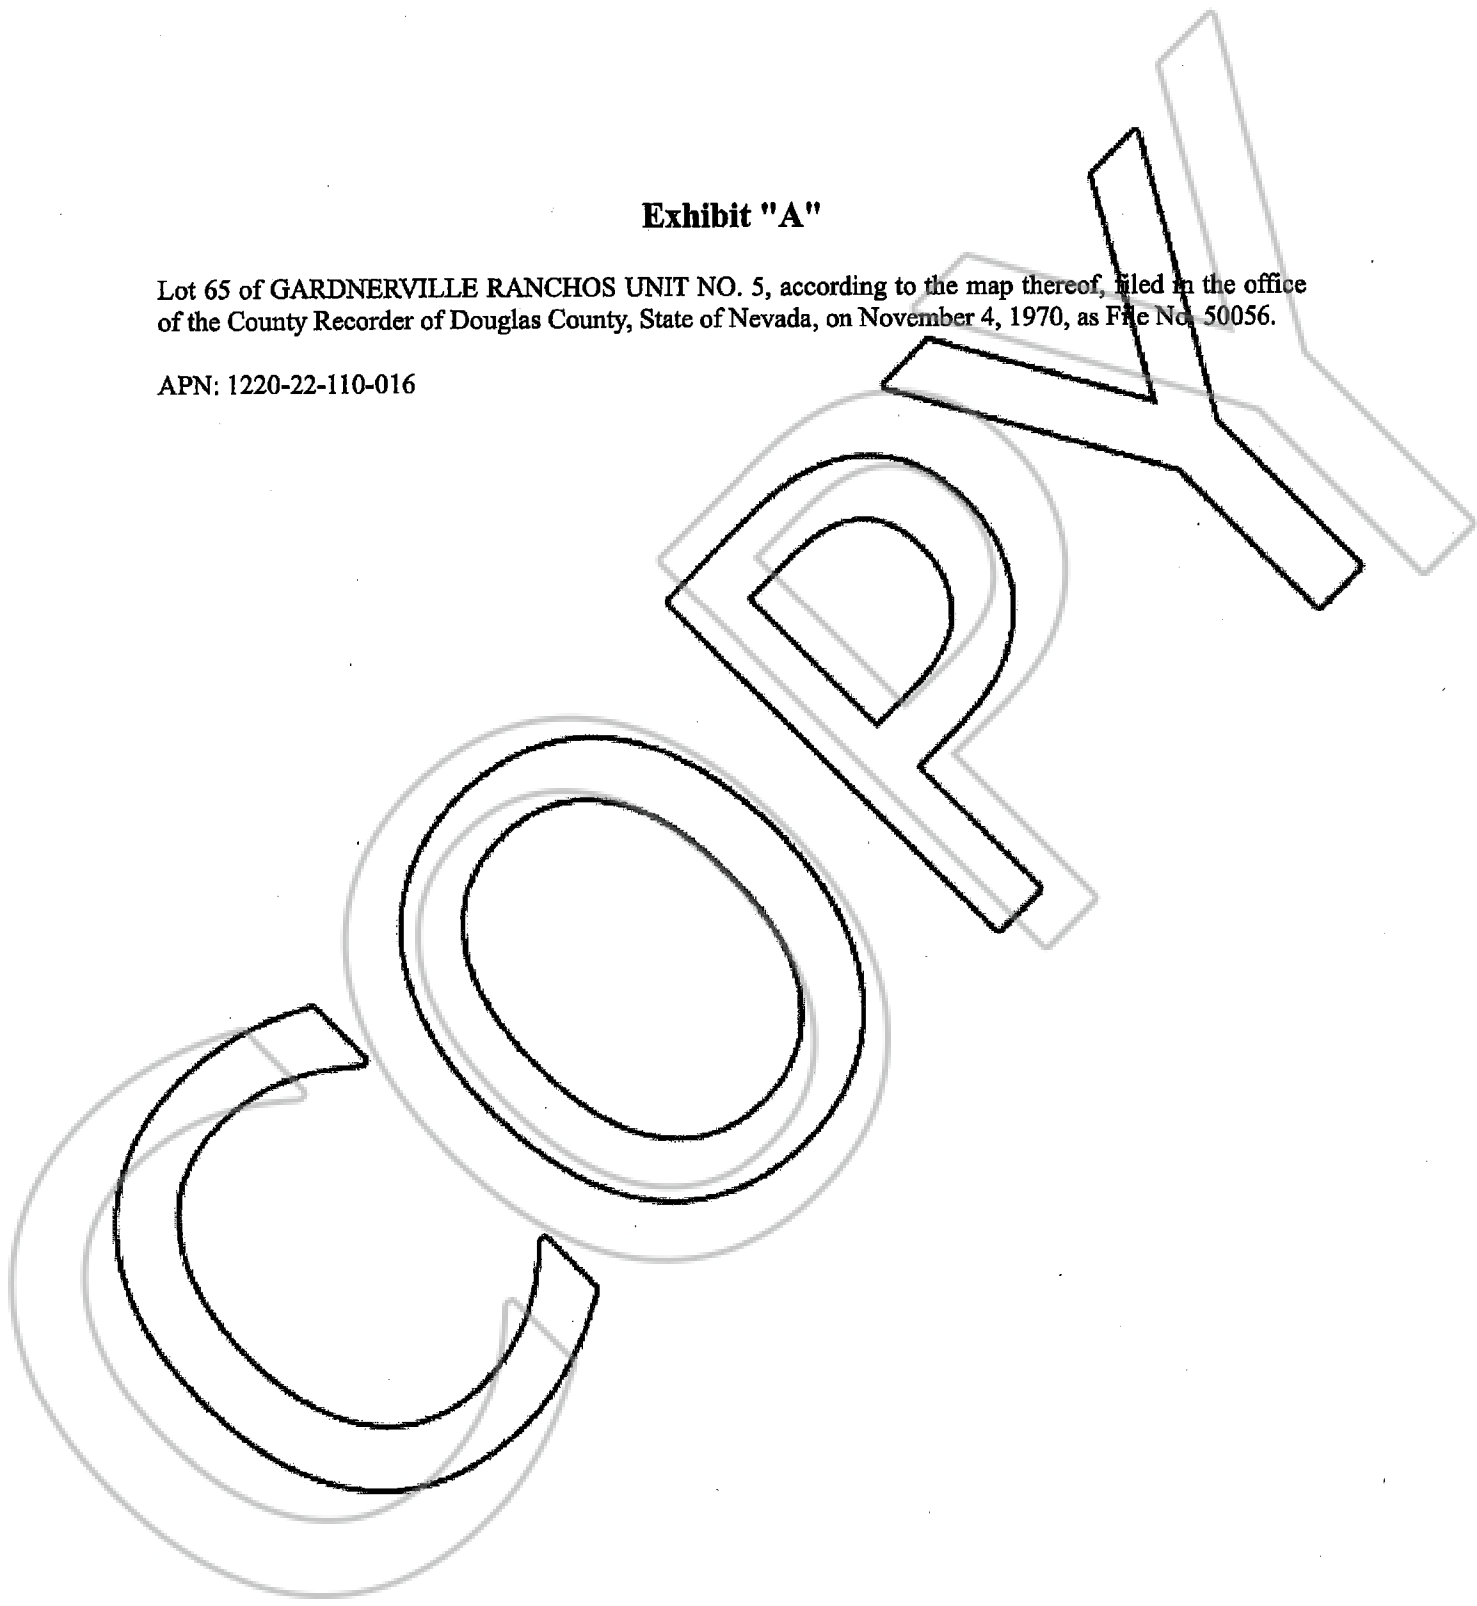 Exhibit "A"
Lot 65 of GARDNERVILLE RANCHOS UNIT NO. 5, according to the map thereof, filed in the office
of the County Recorder of Douglas County, State of Nevada, on November 4, 1970, as File No. 50056.
APN: 1220-22-110-016
COPY